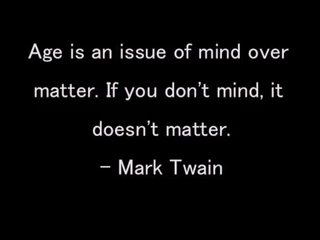 Age is an issue of mind over
matter. If you don't mind, it
doesn't matter.
– Mark Twain